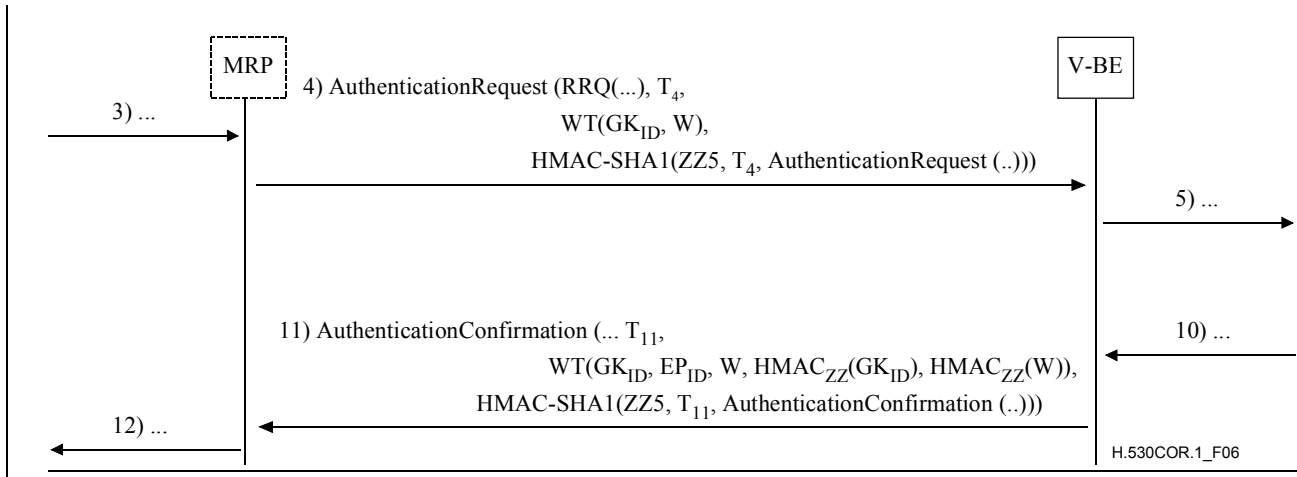 MRP
V-BE
4) AuthenticationRequest (RRQ(...), T4,
3) ...
WT(GKID, W),
HMAC-SHA1(ZZ5, T4, AuthenticationRequest (..)))
5) ...
11) AuthenticationConfirmation (... T11,
10) ...
WT(GKID, EPID, W, HMACZZ(GKID), HMACZZ(W)),
HMAC-SHA1(ZZ5, T11, AuthenticationConfirmation (..)))
12) ...
H.530COR.1_F06